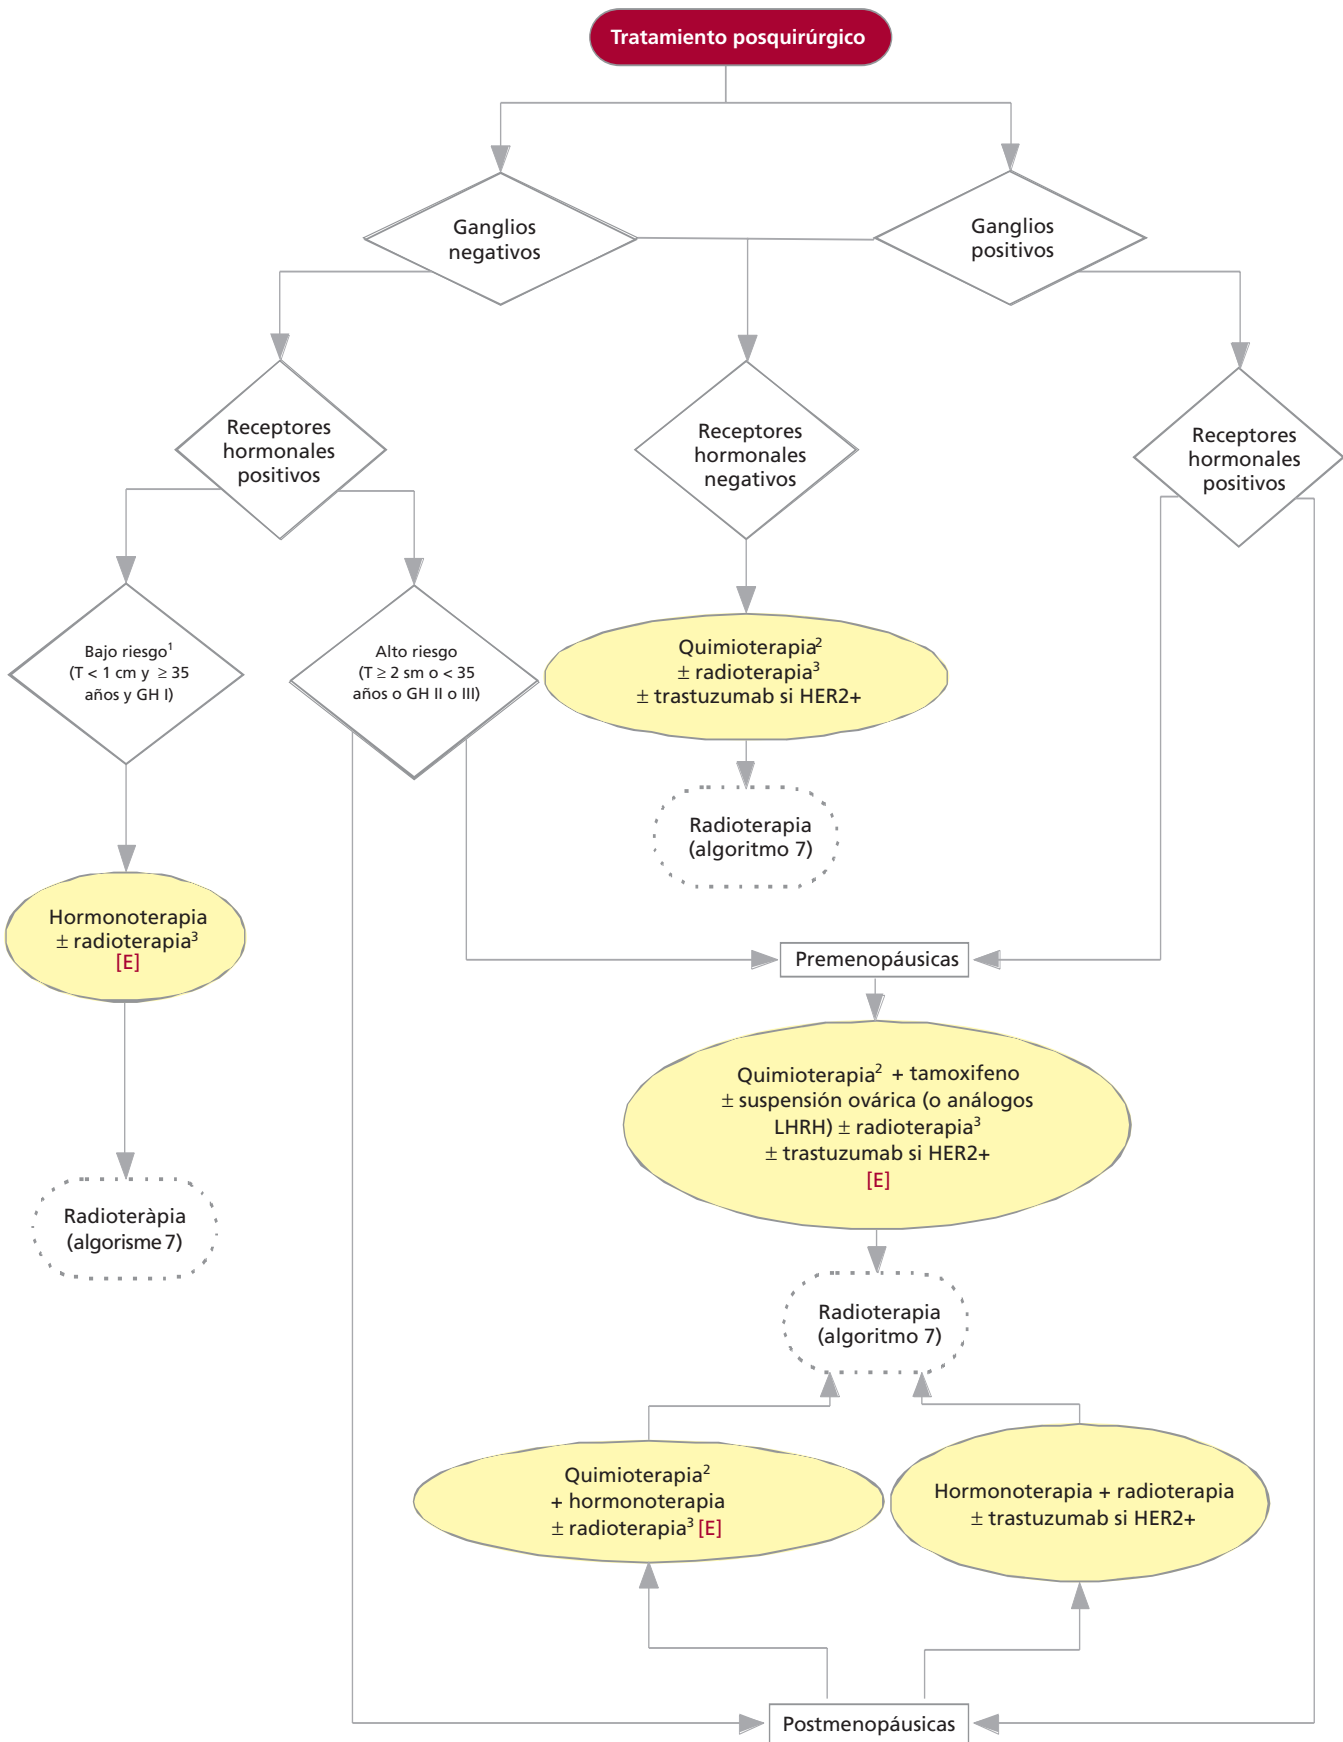 Tratamiento posquirúrgico
Ganglios
negativos
Ganglios
positivos
Receptores
hormonales
positivos
Receptores
hormonales
negativos
Receptores
hormonales
positivos
Bajo riesgo¹
(T < 1 cm y ≥ 35
años y GH I)
Alto riesgo
(T ≥ 2 sm o < 35
años o GH II o III)
Quimioterapia²
± radioterapia³
± trastuzumab si HER2+
Radioterapia
(algoritmo 7)
Hormonoterapia
± radioterapia³
[E]
Premenopáusicas
Quimioterapia² + tamoxifeno
± suspensión ovárica (o análogos
LHRH) ± radioterapia³
± trastuzumab si HER2+
[E]
Radioteràpia
(algorisme 7)
Radioterapia
(algoritmo 7)
Quimioterapia²
+ hormonoterapia
± radioterapia³ [E]
Hormonoterapia + radioterapia
± trastuzumab si HER2+
Postmenopáusicas